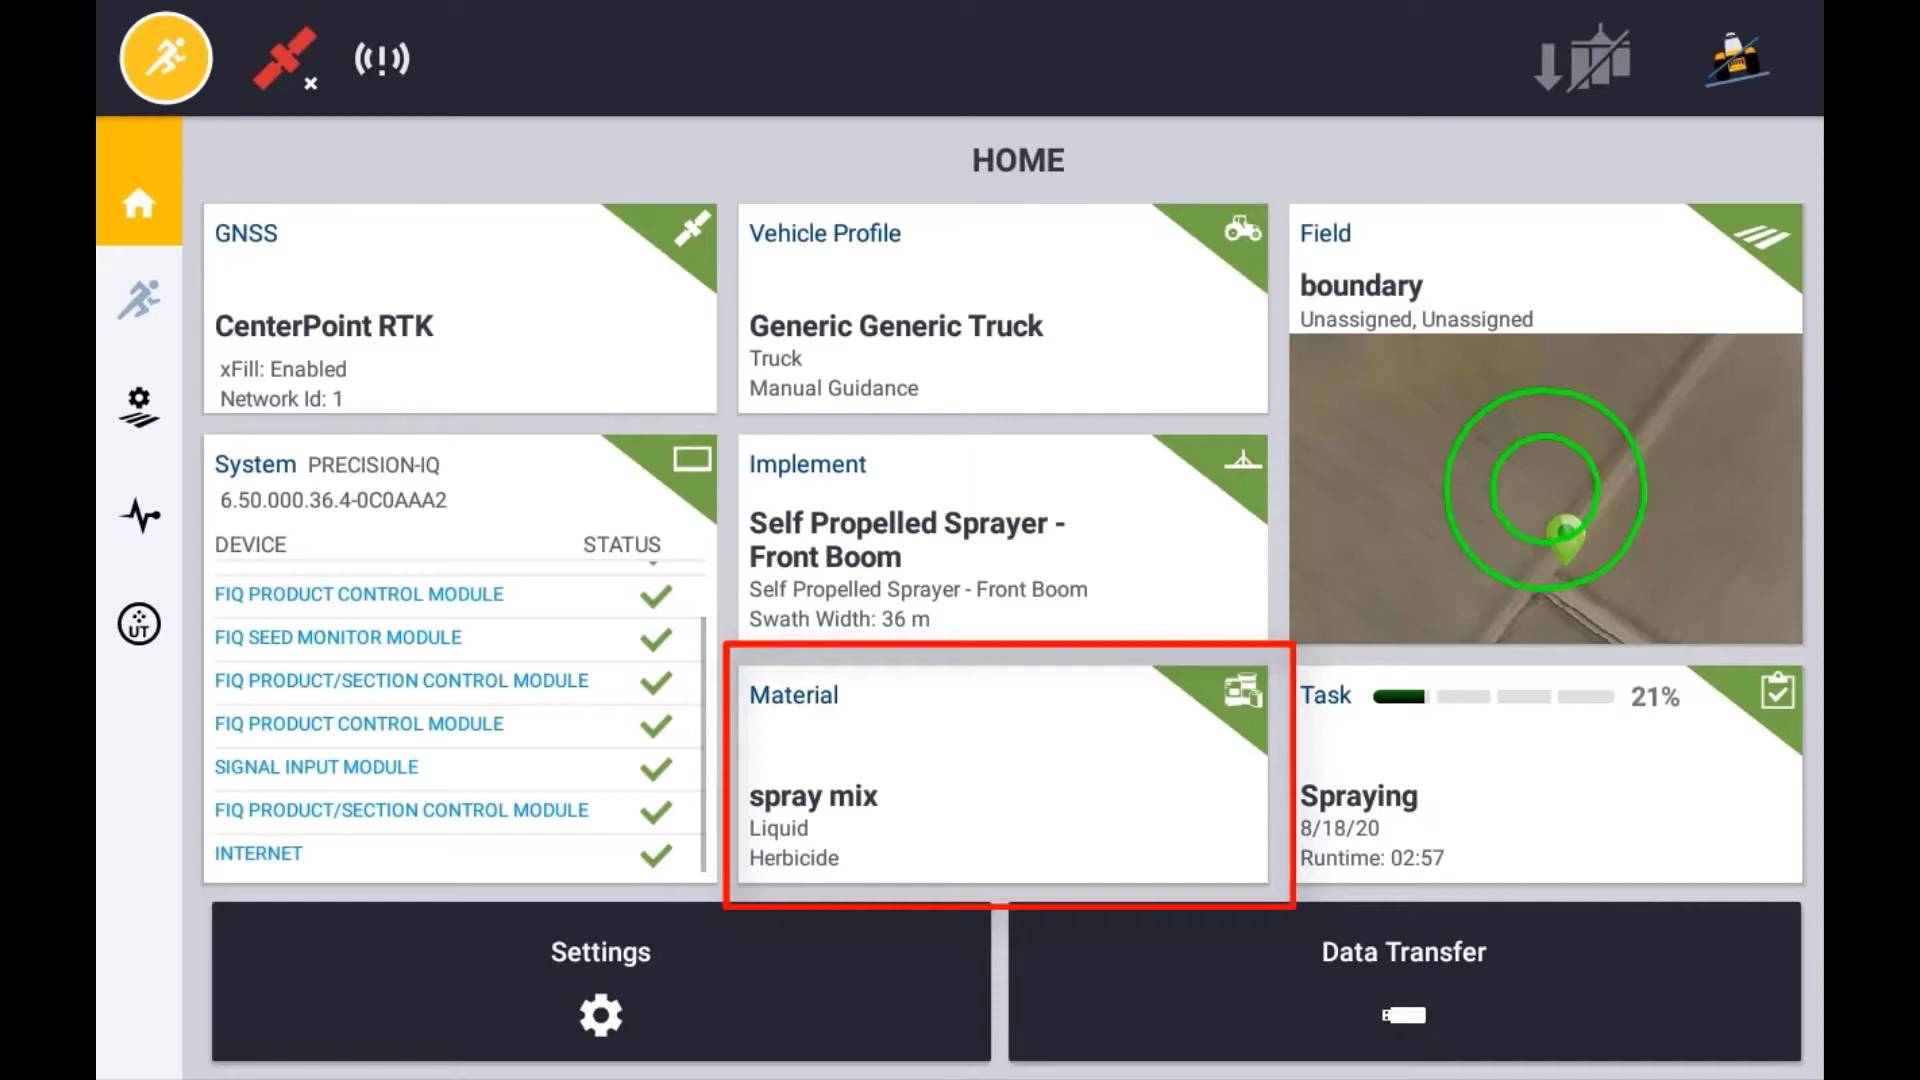 HOME
GNSS
CenterPoint RTK
xFill: Enabled
Network Id: 1
Vehicle Profile
Generic Generic Truck
Truck
Manual Guidance
Field
boundary
Unassigned, Unassigned
System PRECISION-IQ
6.50.000.36.4-0C0AAA2
DEVICE STATUS
FIQ PRODUCT CONTROL MODULE
FIQ SEED MONITOR MODULE
FIQ PRODUCT/SECTION CONTROL MODULE
FIQ PRODUCT CONTROL MODULE
SIGNAL INPUT MODULE
FIQ PRODUCT/SECTION CONTROL MODULE
INTERNET
Implement
Self Propelled Sprayer -
Front Boom
Self Propelled Sprayer - Front Boom
Swath Width: 36 m
Material
spray mix
Liquid
Herbicide
Task 21%
Spraying
8/18/20
Runtime: 02:57
UT
Settings
Data Transfer